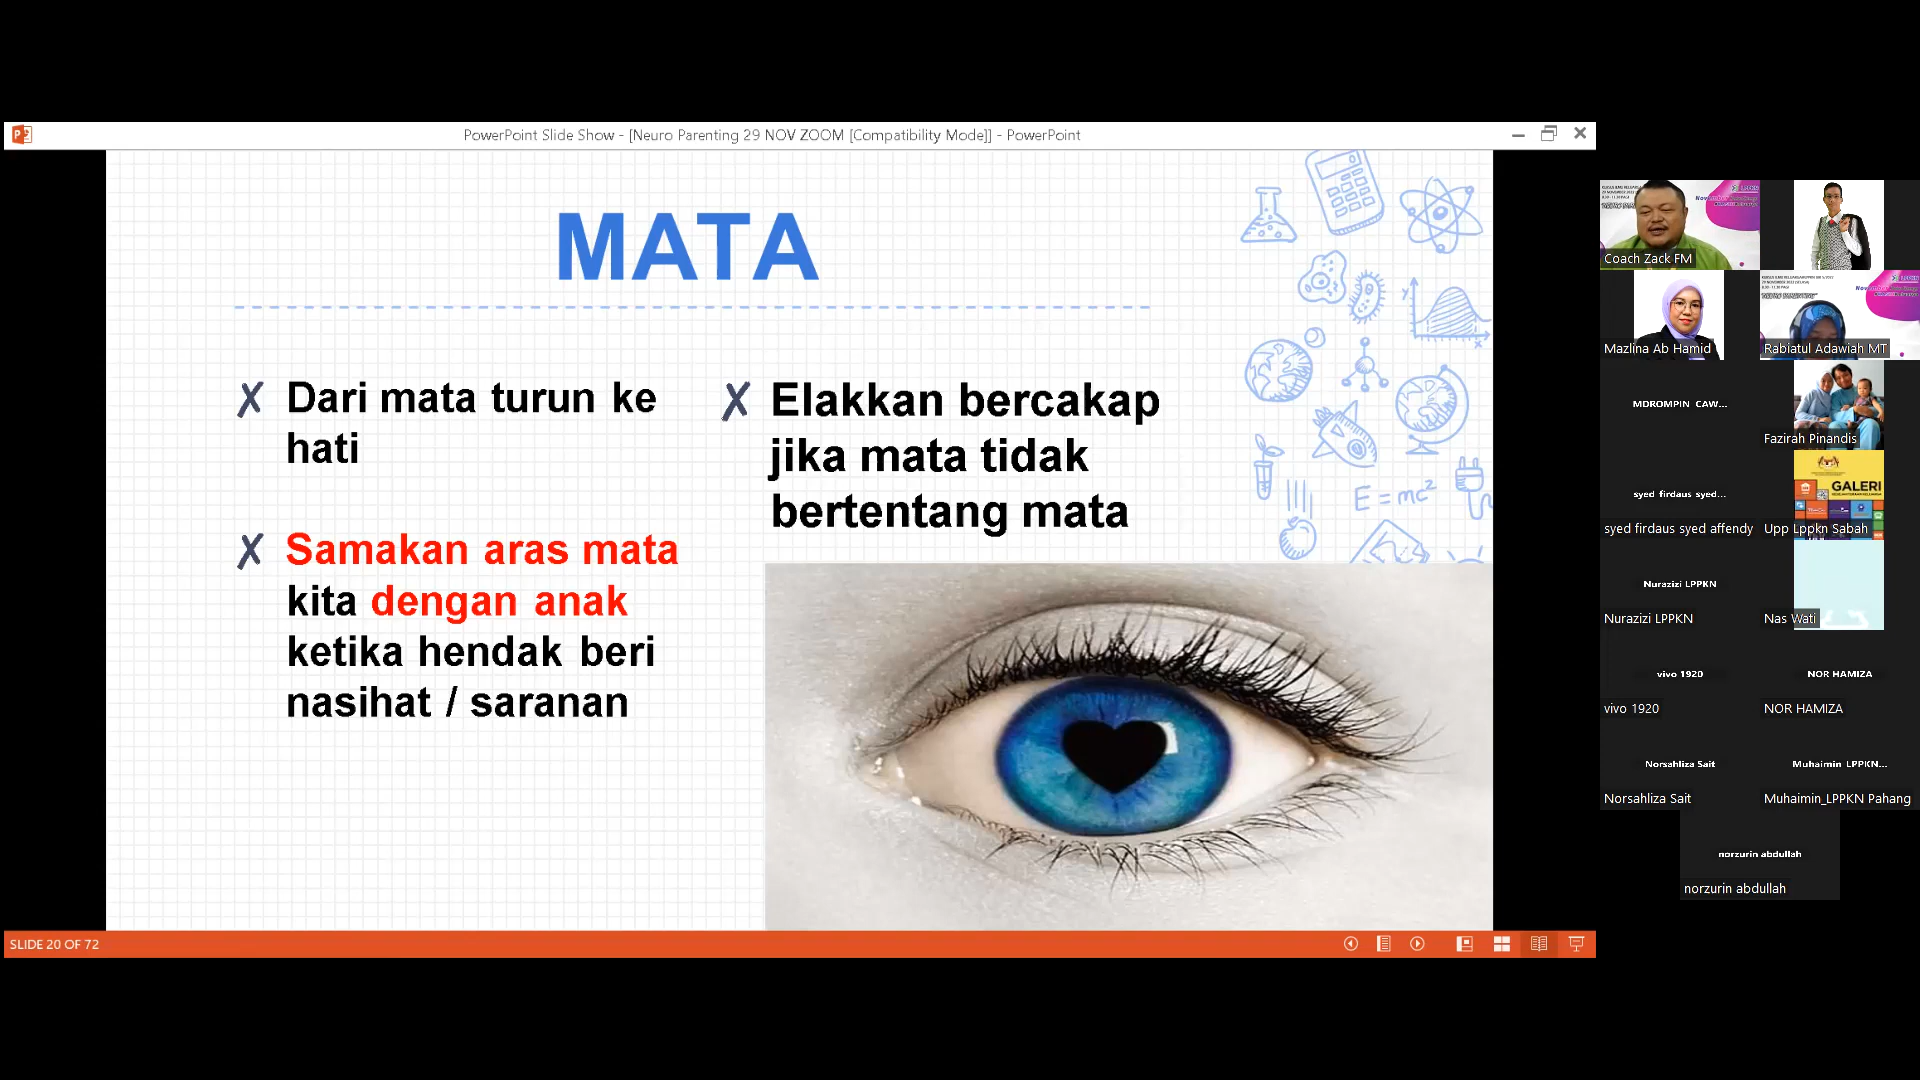 PowerPoint Slide Show - [Neuro Parenting 29 NOV ZOOM [Compatibility Mode]] - PowerPoint
MATA
✗ Dari mata turun ke
hati
✗ Samakan aras mata
kita dengan anak
ketika hendak beri
nasihat / saranan
✗ Elakkan bercakap
jika mata tidak
bertentang mata
E = mc²
SLIDE 20 OF 72
Coach Zack FM
Mazlina Ab Hamid
Rabiatul Adawiah MT
MDROMPIN CAW...
Fazirah Pinandis
syed firdaus syed...
syed firdaus syed affendy
GALERI
Upp Lppkn Sabah
Nurazizi LPPKN
Nurazizi LPPKN
Nas Wati
vivo 1920
vivo 1920
NOR HAMIZA
NOR HAMIZA
Norsahliza Sait
Norsahliza Sait
Muhaimin LPPKN...
Muhaimin_LPPKN Pahang
norzurin abdullah
norzurin abdullah